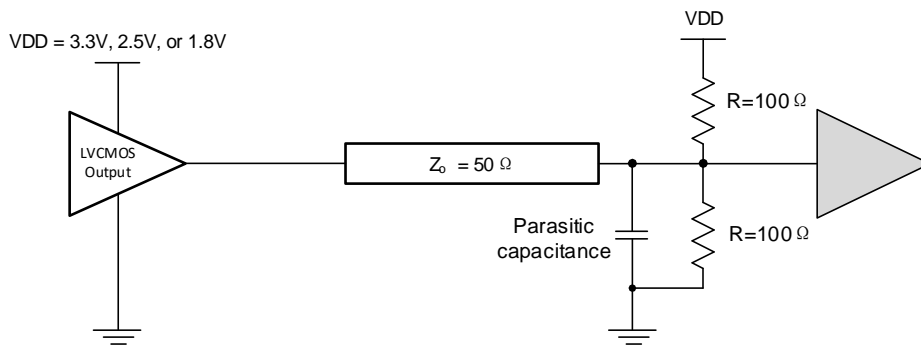 VDD = 3.3V, 2.5V, or 1.8V
VDD
R=100 Ω
LVCMOS
Output
Zo = 50 Ω
Parasitic
capacitance
R=100 Ω